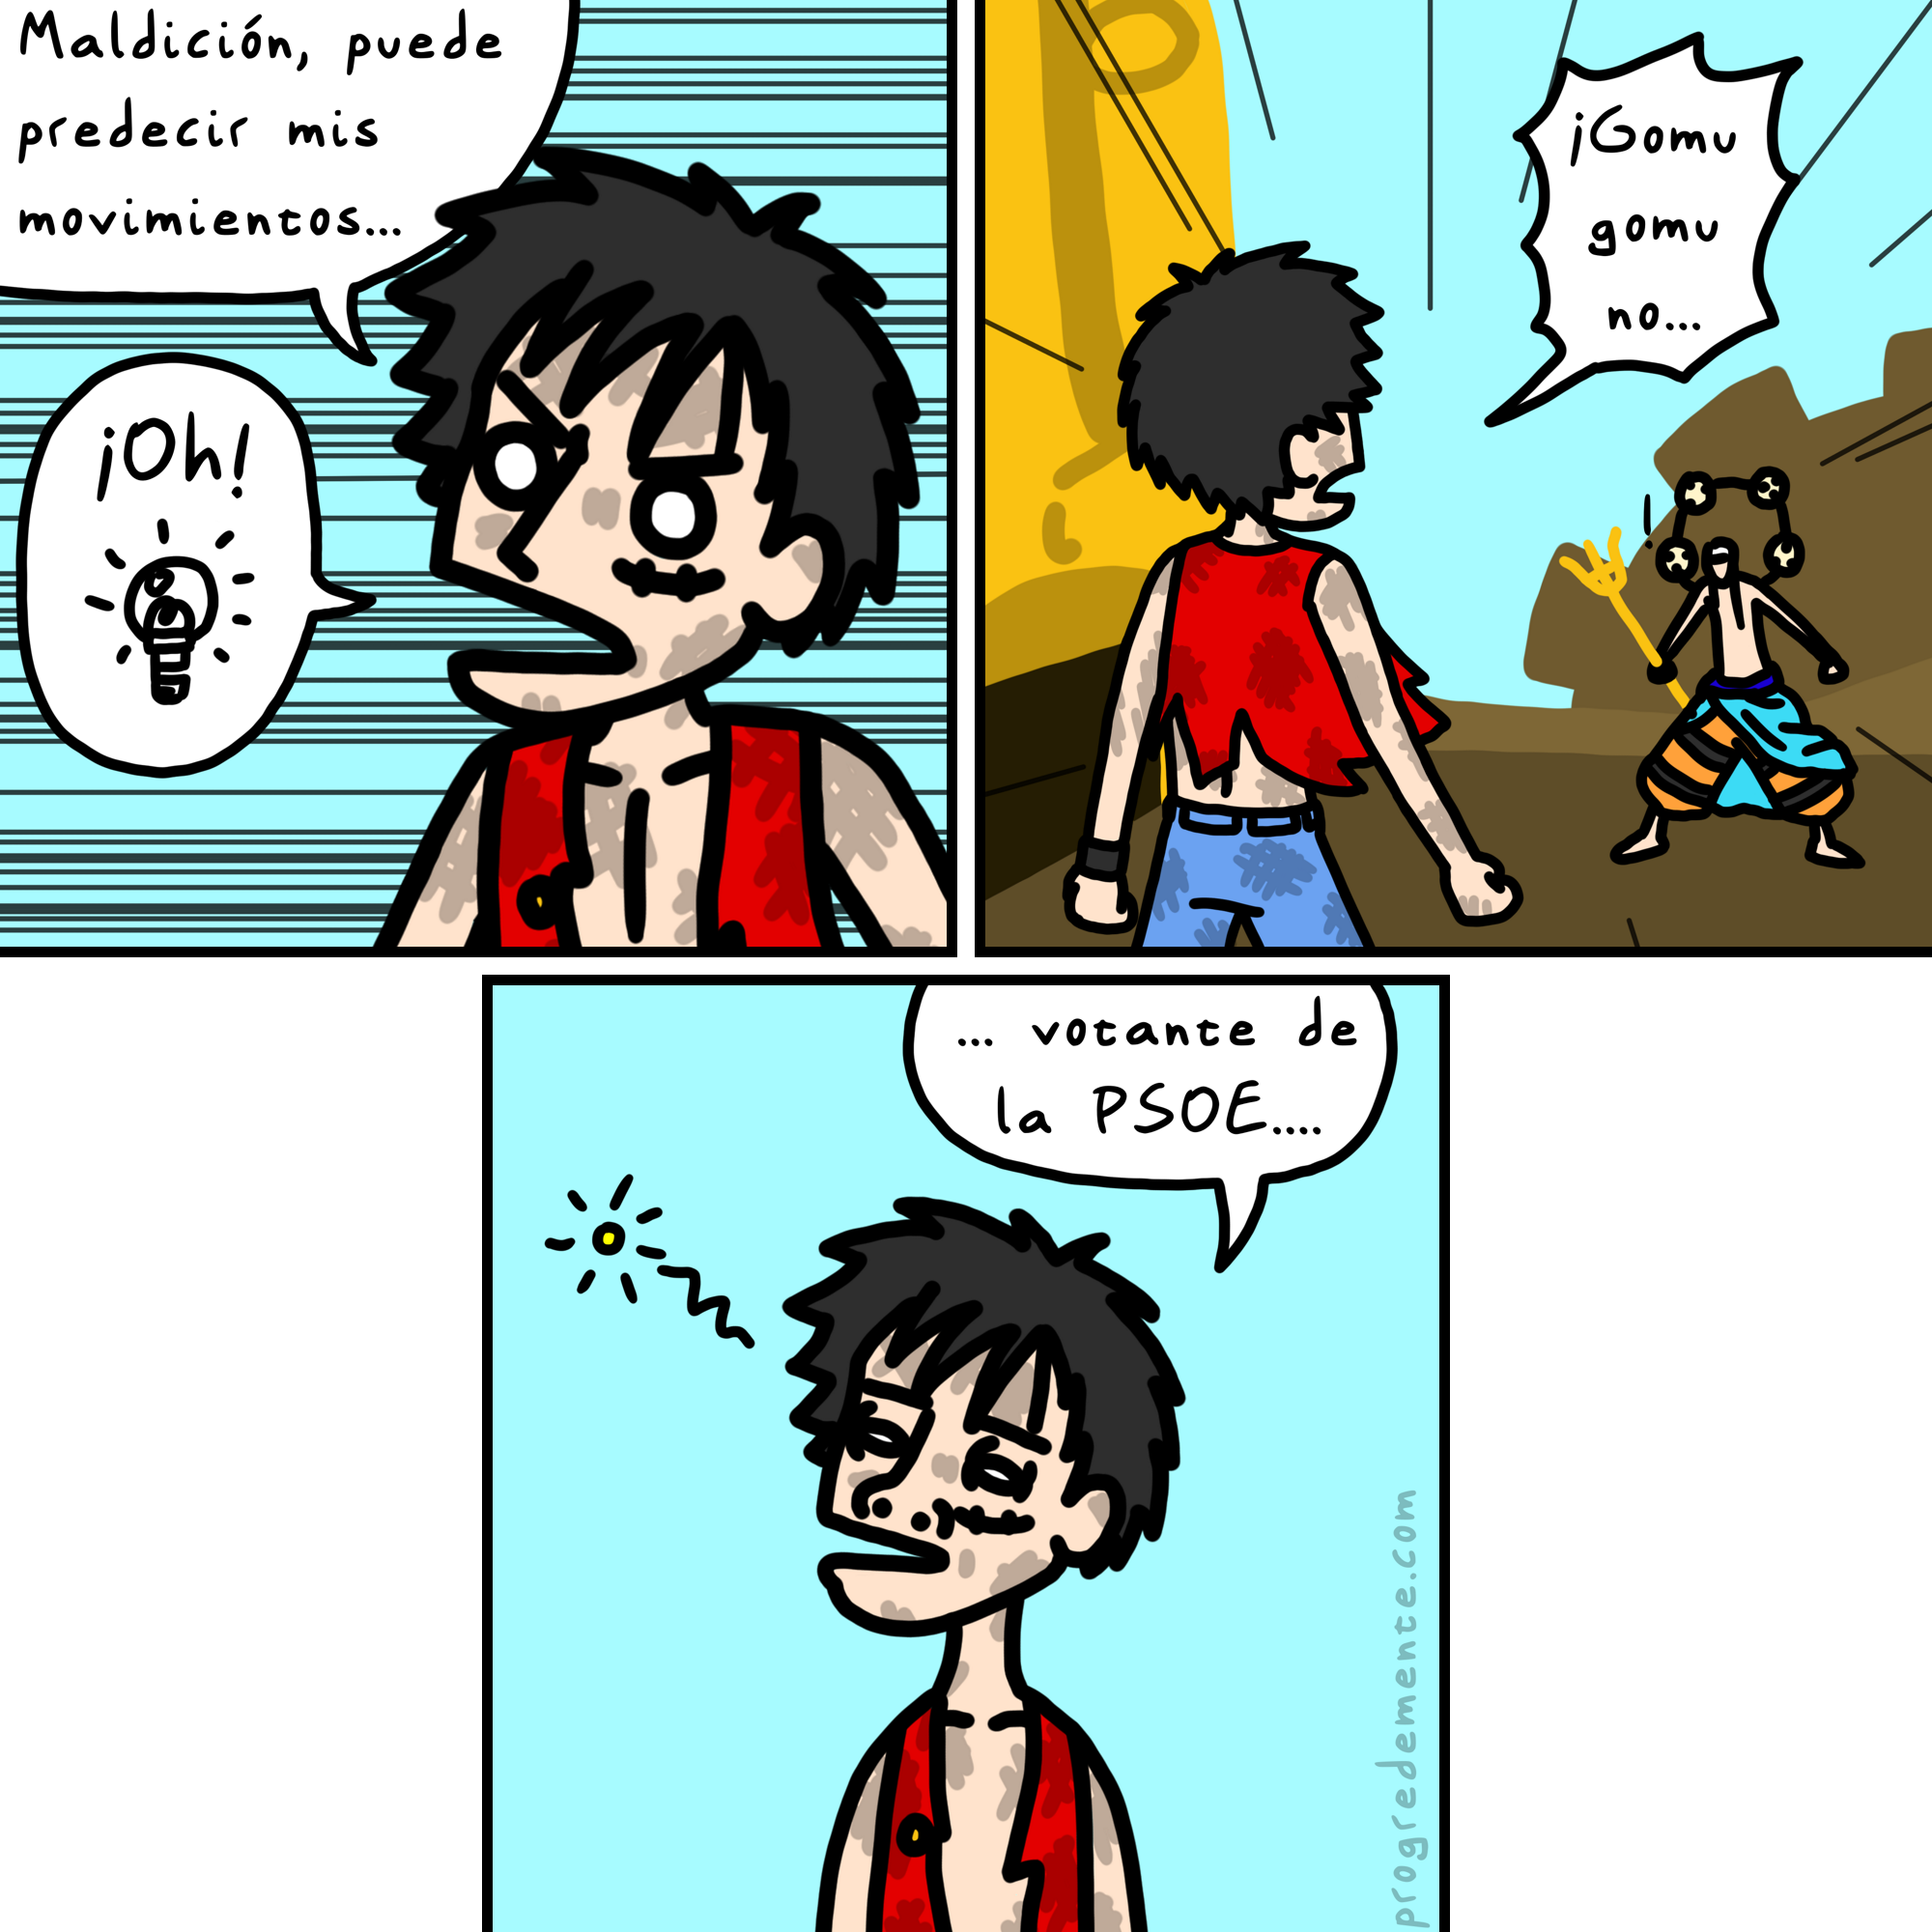 Maldición, puede
predecir mis
movimientos...
¡Oh!
¡Gomu
gomu
no...
!
... votante de
la PSOE....
progredemente.com